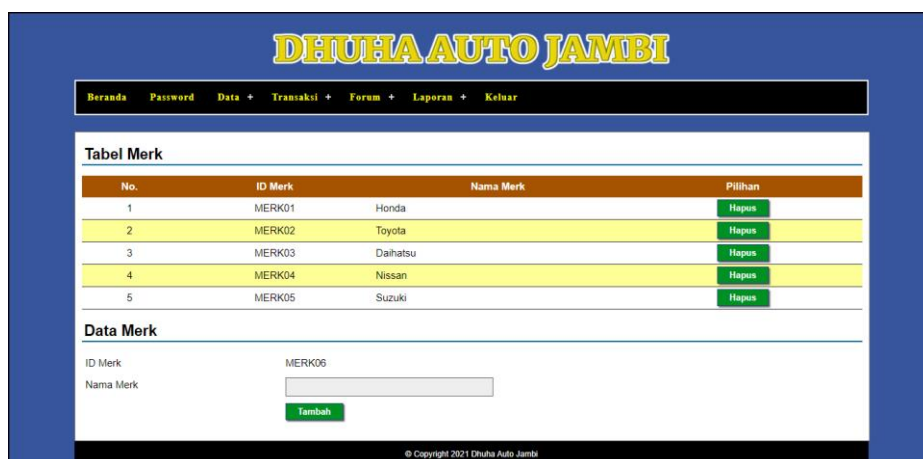 DHUHA AUTO JAMBI
Beranda Password Data + Transaksi + Forum + Laporan + Keluar
Tabel Merk
No. ID Merk Nama Merk Pilihan
1 MERK01 Honda Hapus
2 MERK02 Toyota Hapus
3 MERK03 Daihatsu Hapus
4 MERK04 Nissan Hapus
5 MERK05 Suzuki Hapus
Data Merk
ID Merk MERK06
Nama Merk
Tambah
© Copyright 2021 Dhuha Auto Jambi